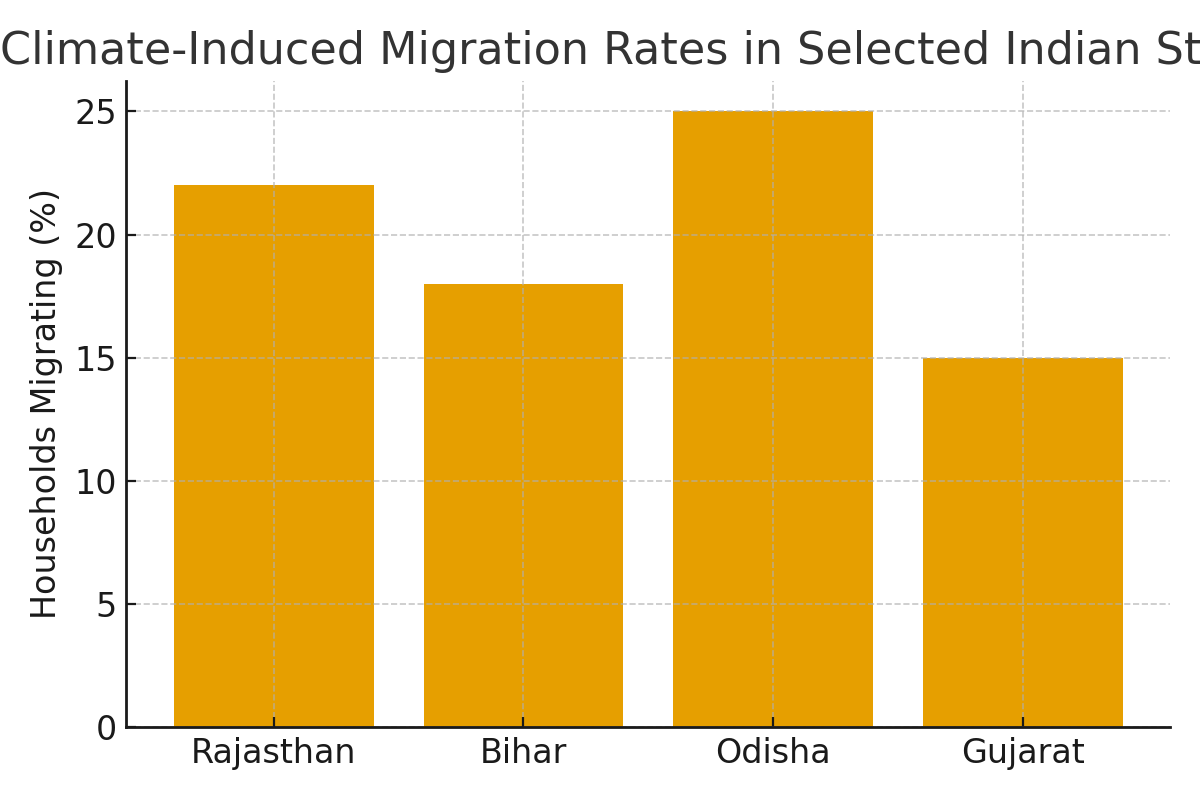 Climate-Induced Migration Rates in Selected Indian St
25
20
15
10
5
0
Households Migrating (%)
Rajasthan Bihar Odisha Gujarat